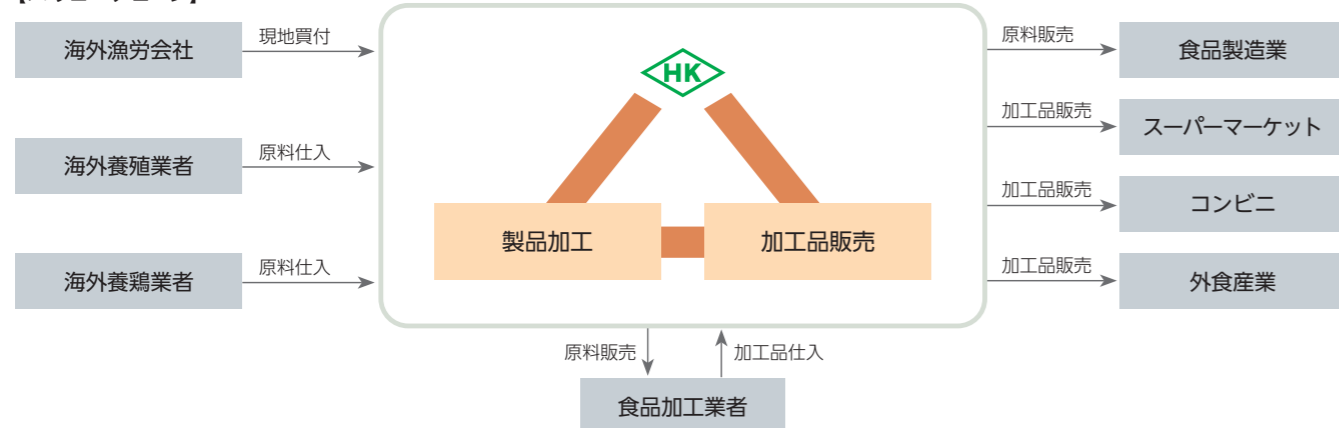 海外漁労会社
現地買付
海外養殖業者
原料仕入
海外養鶏業者
原料仕入
HK
製品加工
加工品販売
原料販売
食品製造業
加工品販売
スーパーマーケット
加工品販売
コンビニ
加工品販売
外食産業
原料販売
加工品仕入
食品加工業者